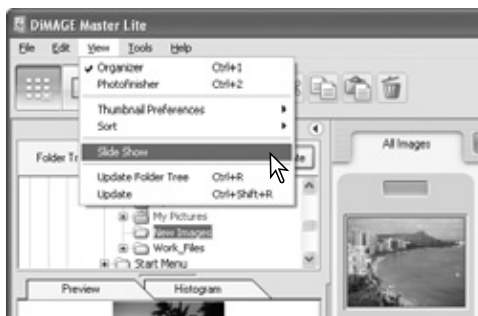 DiMAGE Master Lite
File Edit View Tools Help
Organizer Ctrl+1
Photofinisher Ctrl+2
Thumbnail Preferences
Sort
Slide Show
Update Folder Tree Ctrl+R
Update Ctrl+Shift+R
Folder Tr
All Images
My Pictures
New Images
Work_Files
Start Menu
Preview Histogram